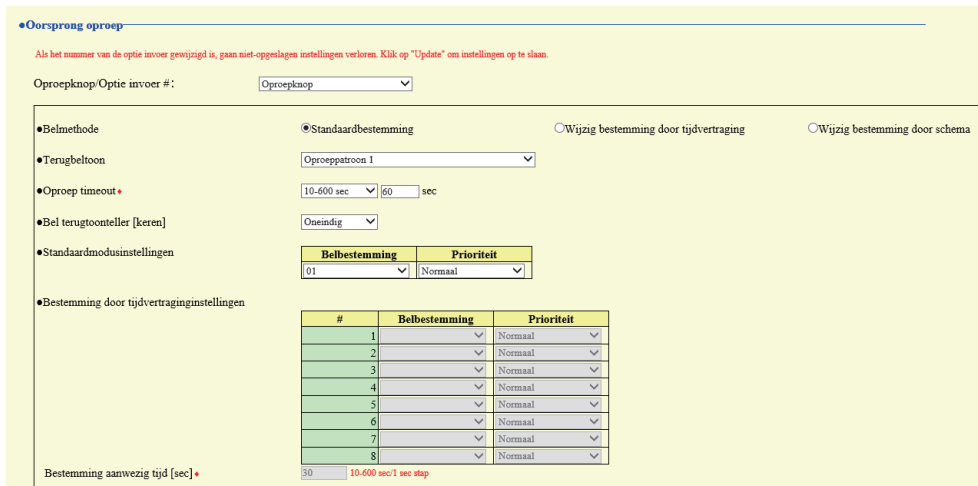 ●Oorsprong oproep
Als het nummer van de optie invoer gewijzigd is, gaan niet-opgeslagen instellingen verloren. Klik op "Update" om instellingen op te slaan.
Oproepknop/Optie invoer #: Oproepknop
●Belmethode Standaardbestemming Wijzig bestemming door tijdvertraging Wijzig bestemming door schema
●Terugbeltoon Oproeppatroon 1
●Oproep timeout♦ 10-600 sec 60 sec
●Bel terugtoonteller [keren] Oneindig
●Standaardmodusinstellingen
Belbestemming Prioriteit
01 Normaal
●Bestemming door tijdvertraginginstellingen
# Belbestemming Prioriteit
1 Normaal
2 Normaal
3 Normaal
4 Normaal
5 Normaal
6 Normaal
7 Normaal
8 Normaal
Bestemming aanwezig tijd [sec]♦ 30 10-600 sec/1 sec stap